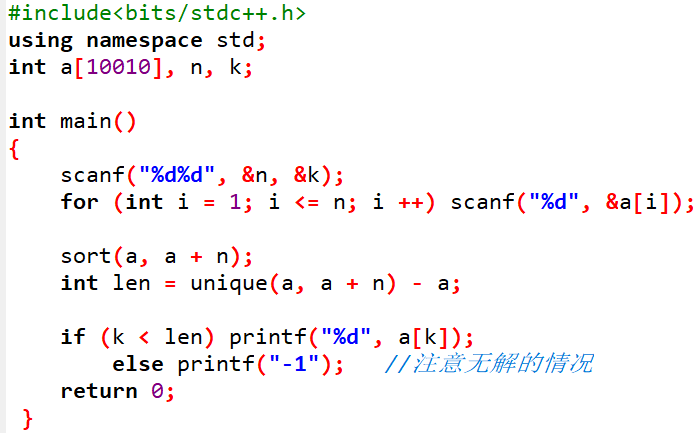 #include<bits/stdc++.h>
using namespace std;
int a[10010], n, k;
int main()
{
scanf("%d%d", &n, &k);
for (int i = 1; i <= n; i ++) scanf("%d", &a[i]);
sort(a, a + n);
int len = unique(a, a + n) - a;
if (k < len) printf("%d", a[k]);
else printf("-1"); //注意无解的情况
return 0;
}